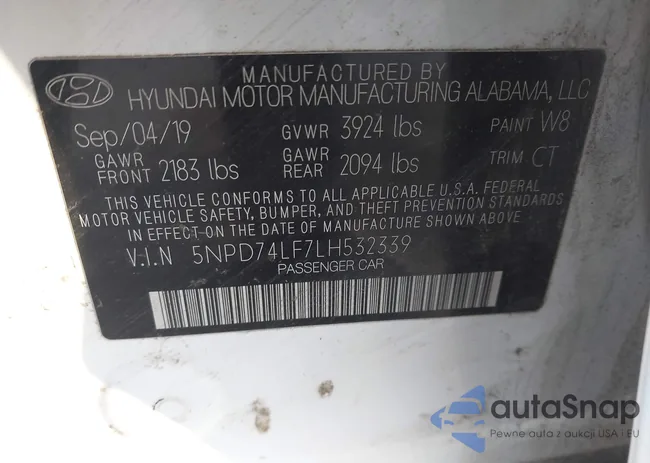 MANUFACTURED BY
HYUNDAI MOTOR MANUFACTURING ALABAMA, LLC
Sep/04/19 GVWR 3924 lbs PAINT W8
GAWR FRONT 2183 lbs GAWR REAR 2094 lbs TRIM CT
THIS VEHICLE CONFORMS TO ALL APPLICABLE U.S.A. FEDERAL
MOTOR VEHICLE SAFETY, BUMPER, AND THEFT PREVENTION STANDARDS
IN EFFECT ON THE DATE OF MANUFACTURE SHOWN ABOVE.
V.I.N 5NPD74LF7LH532339
PASSENGER CAR
autaSnap
Pewne auta z aukcji USA i EU